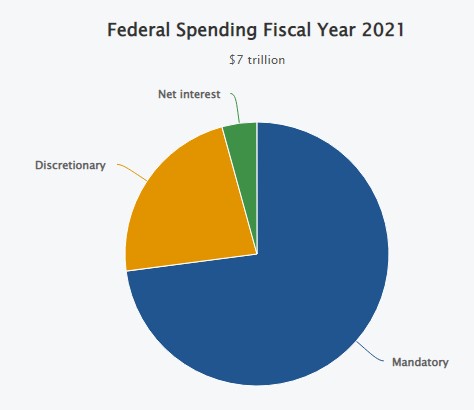 Federal Spending Fiscal Year 2021
$7 trillion
Net interest
Discretionary
Mandatory